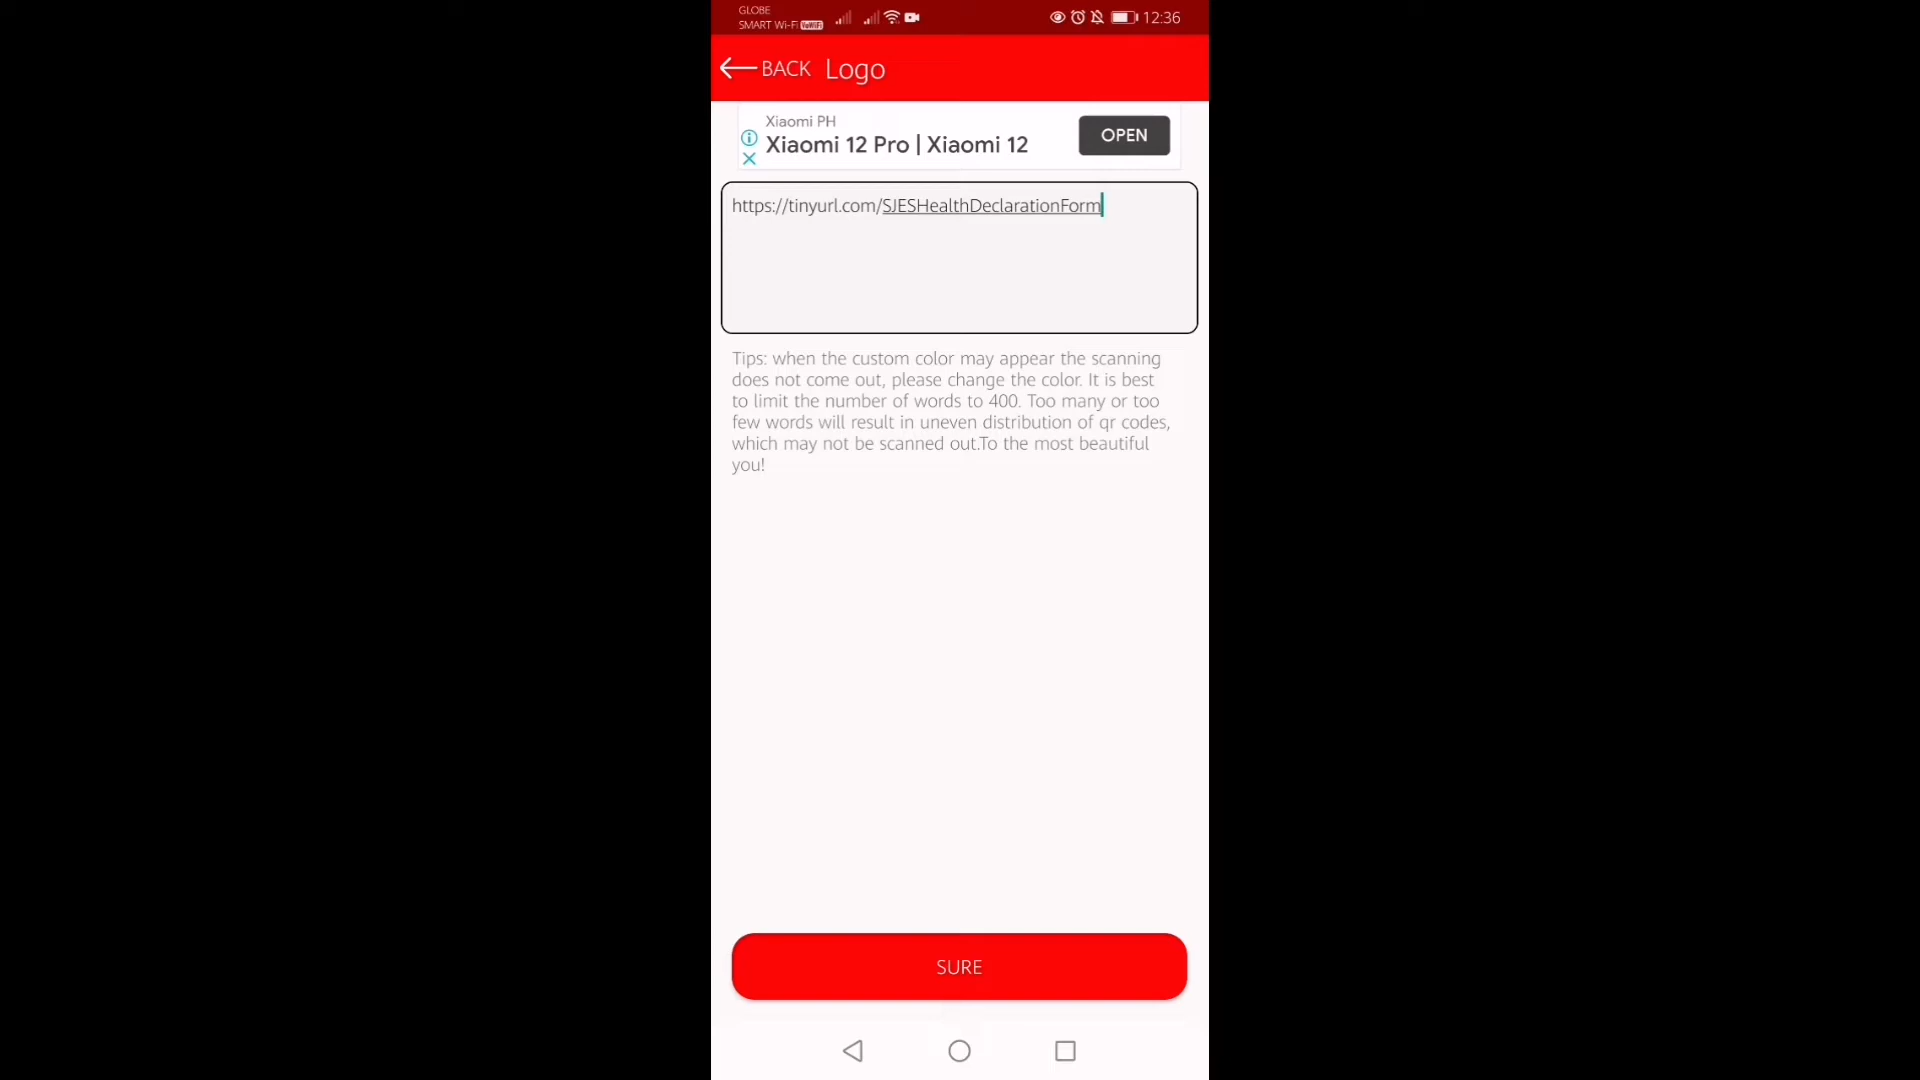 GLOBE
SMART Wi-Fi VoWiFi
12:36
BACK Logo
Xiaomi PH
Xiaomi 12 Pro | Xiaomi 12
OPEN
https://tinyurl.com/SJESHealthDeclarationForm
Tips: when the custom color may appear the scanning
does not come out, please change the color. It is best
to limit the number of words to 400. Too many or too
few words will result in uneven distribution of qr codes,
which may not be scanned out.To the most beautiful
you!
SURE